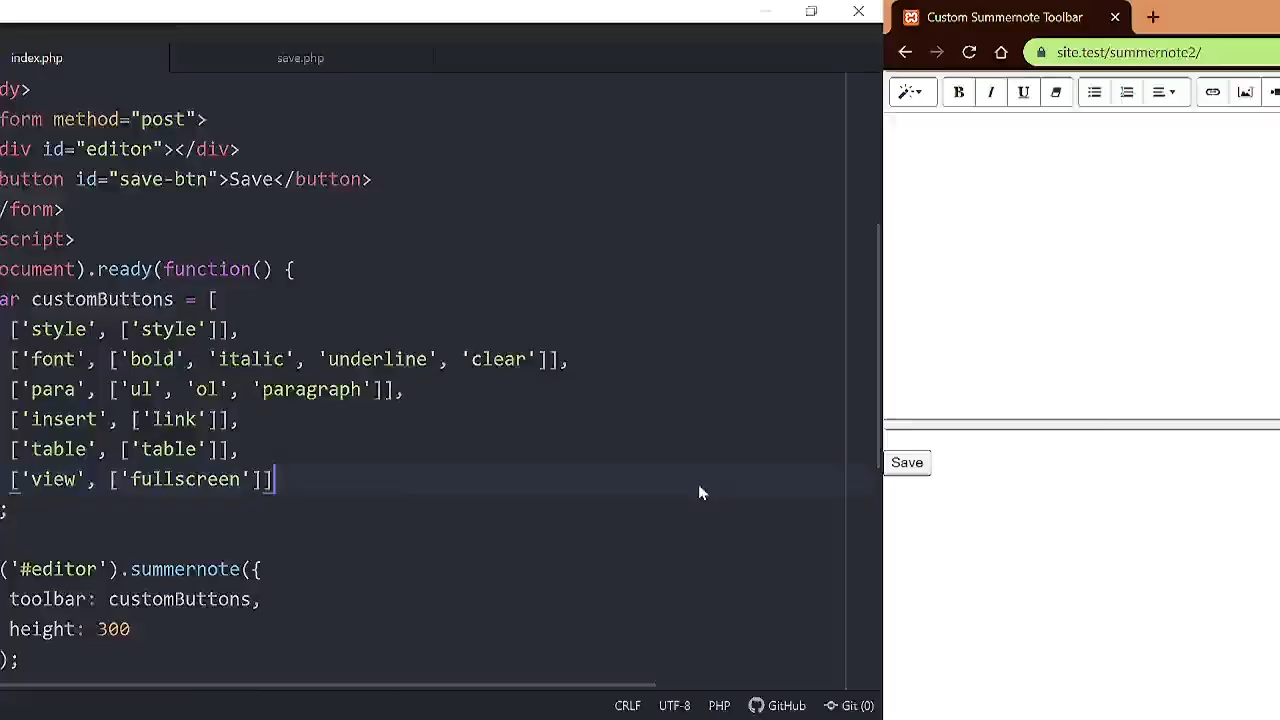 index.php
save.php
dy>
form method="post">
div id="editor"></div>
button id="save-btn">Save</button>
/form>
script>
ocument).ready(function() {
ar customButtons = [
['style', ['style']],
['font', ['bold', 'italic', 'underline', 'clear']],
['para', ['ul', 'ol', 'paragraph']],
['insert', ['link']],
['table', ['table']],
['view', ['fullscreen']]
;
('#editor').summernote({
toolbar: customButtons,
height: 300
);
CRLF UTF-8 PHP GitHub Git (0)
Custom Summernote Toolbar
site.test/summernote2/
B I U
Save